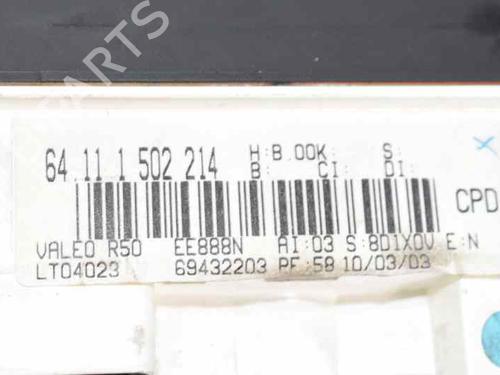 64.11 1 502 214 H:B.00K. S:
B: CI: DI:
CPD
VALEO R50 EE888N AI:03 S:8D1X0V E:N
LT04023 69432203 PF:58 10/03/03